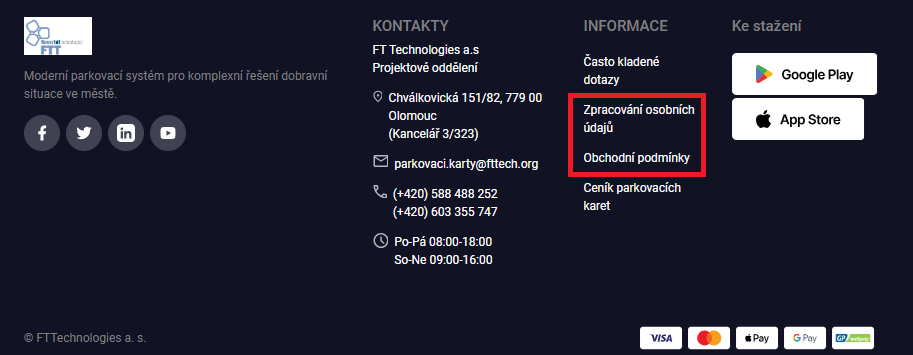 FTT
Moderní parkovací systém pro komplexní řešení dobravní
situace ve městě.
KONTAKTY
FT Technologies a.s
Projektové oddělení
Chválkovická 151/82, 779 00
Olomouc
(Kancelář 3/323)
parkovaci.karty@fttech.org
(+420) 588 488 252
(+420) 603 355 747
Po-Pá 08:00-18:00
So-Ne 09:00-16:00
INFORMACE
Často kladené
dotazy
Zpracování osobních
údajů
Obchodní podmínky
Ceník parkovacích
karet
Ke stažení
Google Play
App Store
© FTTechnologies a. s.
VISA
mastercard
Pay
G Pay
GP webpay